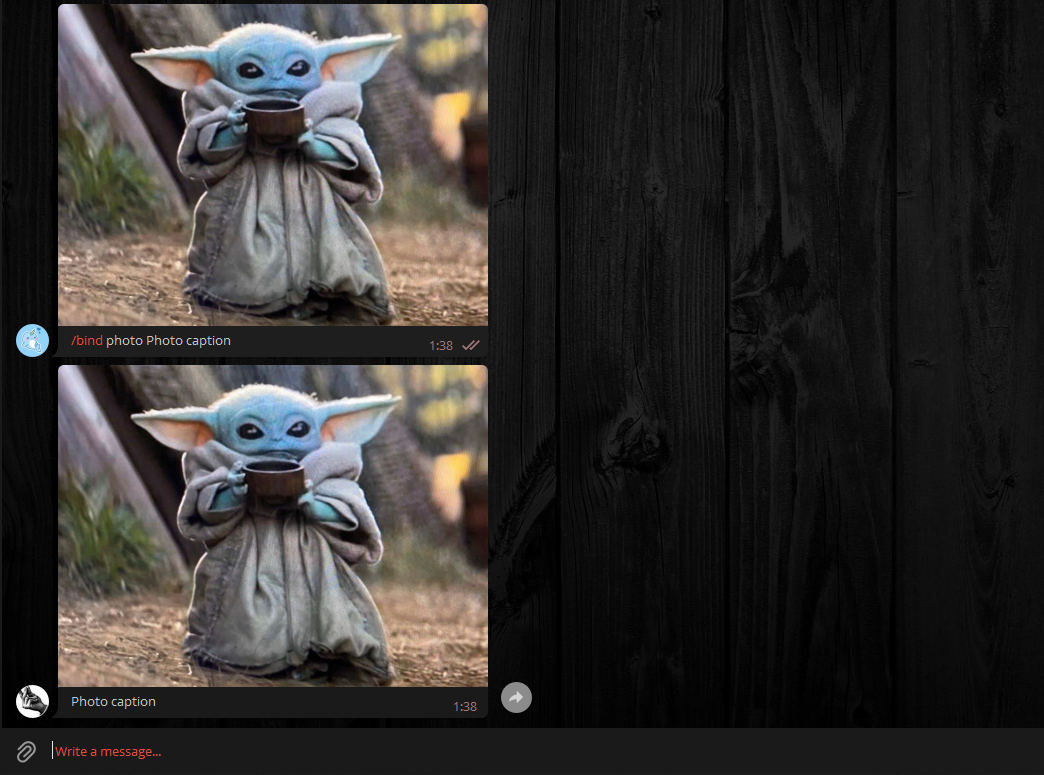 /bind photo Photo caption
1:38
Photo caption
1:38
Write a message...